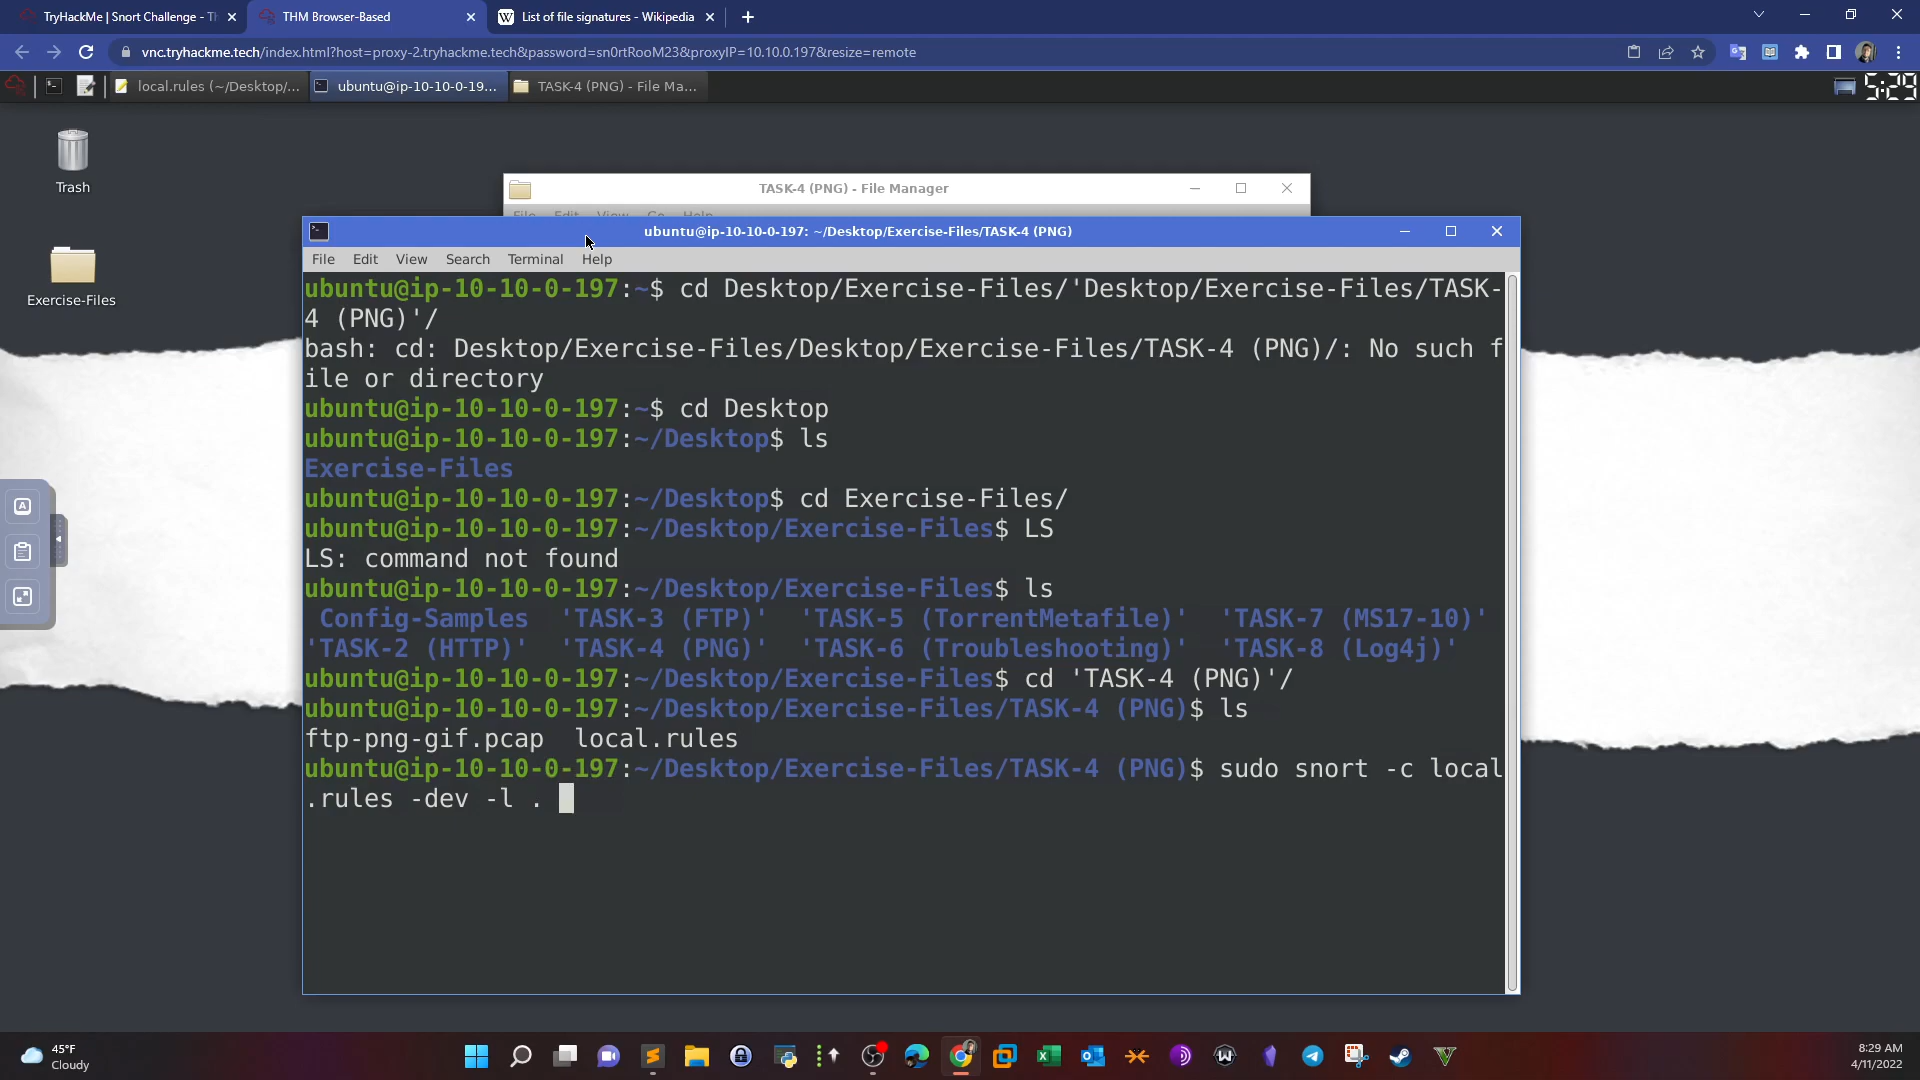 TryHackMe | Snort Challenge - T
THM Browser-Based
List of file signatures - Wikipedia
vnc.tryhackme.tech/index.html?host=proxy-2.tryhackme.tech&password=sn0rtRooM23&proxyIP=10.10.0.197&resize=remote
local.rules (~/Desktop/...
ubuntu@ip-10-10-0-19...
TASK-4 (PNG) - File Ma...
5:29
Trash
Exercise-Files
TASK-4 (PNG) - File Manager
File Edit View Go Help
ubuntu@ip-10-10-0-197: ~/Desktop/Exercise-Files/TASK-4 (PNG)
File Edit View Search Terminal Help
ubuntu@ip-10-10-0-197:~$ cd Desktop/Exercise-Files/'Desktop/Exercise-Files/TASK-
4 (PNG)'/
bash: cd: Desktop/Exercise-Files/Desktop/Exercise-Files/TASK-4 (PNG)/: No such f
ile or directory
ubuntu@ip-10-10-0-197:~$ cd Desktop
ubuntu@ip-10-10-0-197:~/Desktop$ ls
Exercise-Files
ubuntu@ip-10-10-0-197:~/Desktop$ cd Exercise-Files/
ubuntu@ip-10-10-0-197:~/Desktop/Exercise-Files$ LS
LS: command not found
ubuntu@ip-10-10-0-197:~/Desktop/Exercise-Files$ ls
Config-Samples 'TASK-3 (FTP)' 'TASK-5 (TorrentMetafile)' 'TASK-7 (MS17-10)'
'TASK-2 (HTTP)' 'TASK-4 (PNG)' 'TASK-6 (Troubleshooting)' 'TASK-8 (Log4j)'
ubuntu@ip-10-10-0-197:~/Desktop/Exercise-Files$ cd 'TASK-4 (PNG)'/
ubuntu@ip-10-10-0-197:~/Desktop/Exercise-Files/TASK-4 (PNG)$ ls
ftp-png-gif.pcap local.rules
ubuntu@ip-10-10-0-197:~/Desktop/Exercise-Files/TASK-4 (PNG)$ sudo snort -c local
.rules -dev -l .
45°F
Cloudy
8:29 AM
4/11/2022